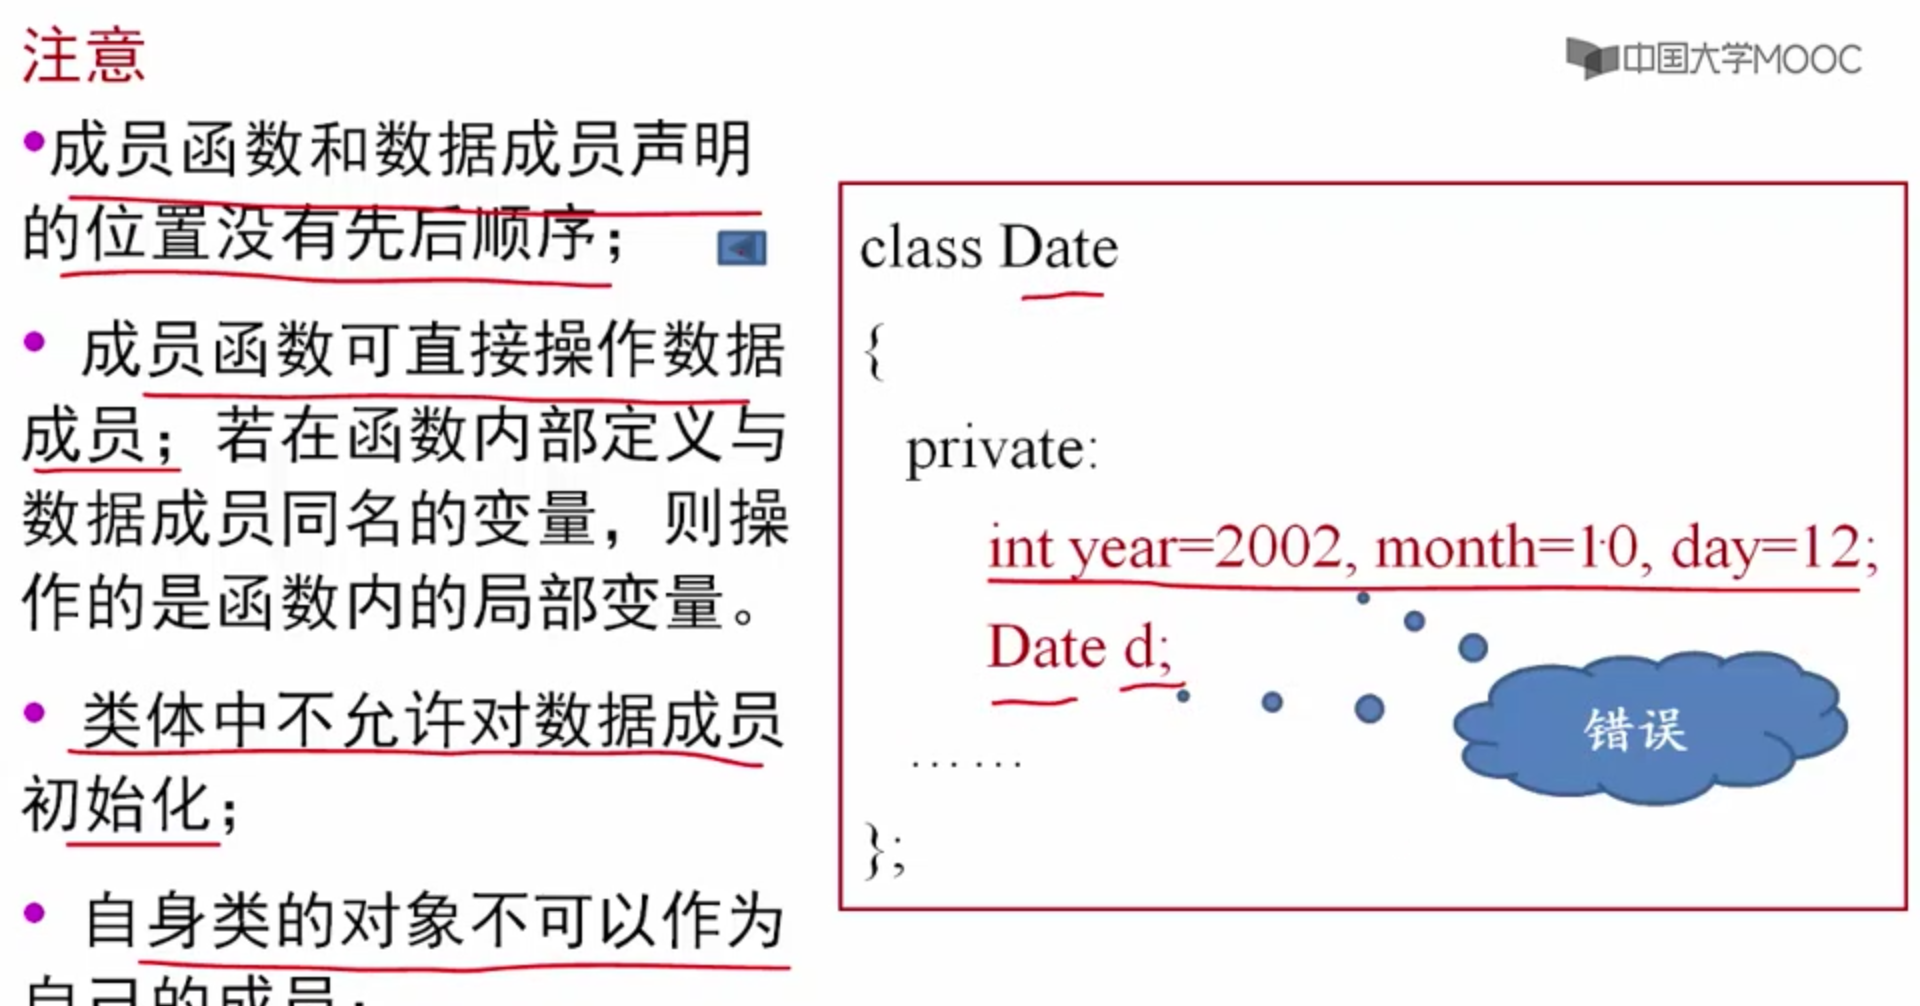 注意
中国大学MOOC
•成员函数和数据成员声明
的位置没有先后顺序；
• 成员函数可直接操作数据
成员；若在函数内部定义与
数据成员同名的变量，则操
作的是函数内的局部变量。
• 类体中不允许对数据成员
初始化；
• 自身类的对象不可以作为
自己的成员；
class Date
{
private:
int year=2002, month=10, day=12;
Date d;
错误
……
};